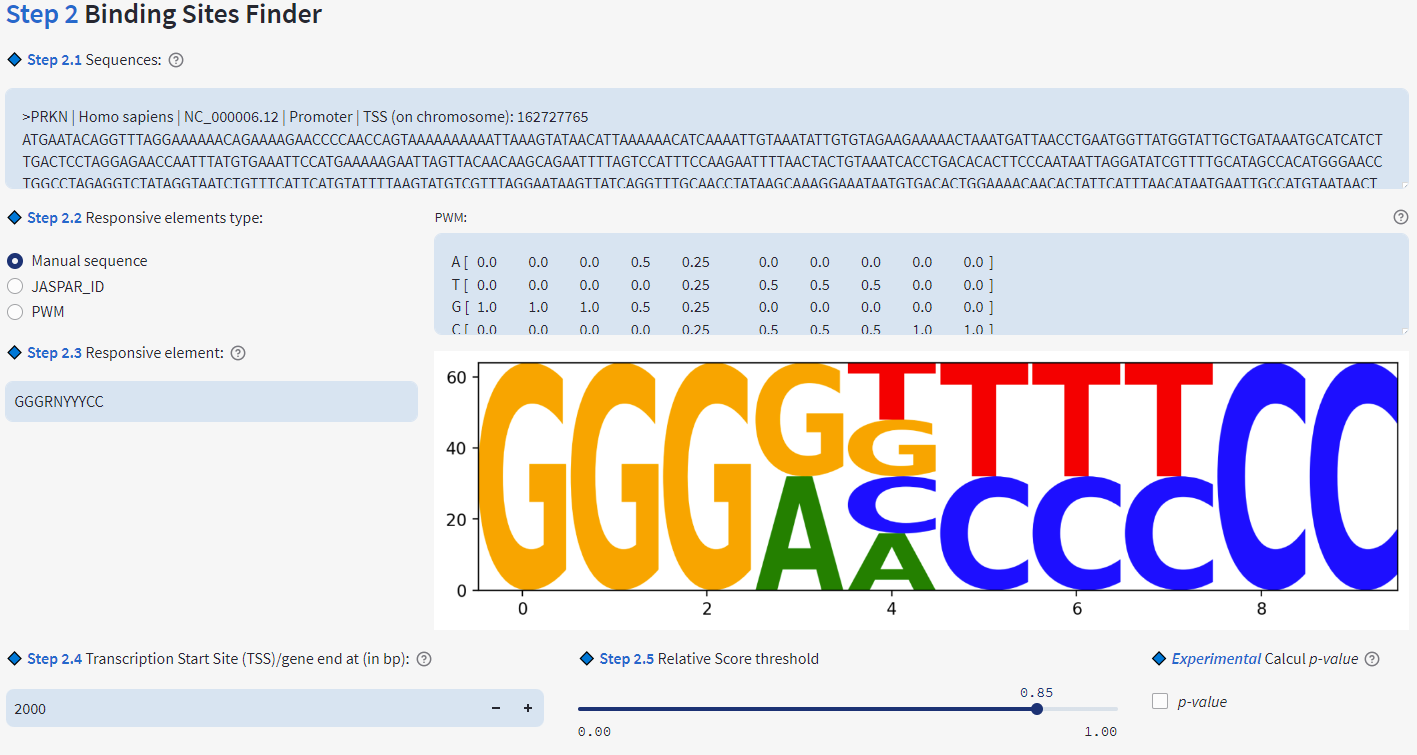 Step 2 Binding Sites Finder
Step 2.1 Sequences:
>PRKN | Homo sapiens | NC_000006.12 | Promoter | TSS (on chromosome): 162727765
ATGAATACAGGTTTAGGAAAAAACAGAAAAGAACCCCAACCAGTAAAAAAAAAATTAAAGTATAACATTAAAAAACATCAAAATTGTAAATATTGTGTAGAAGAAAAACTAAATGATTAACCTGAATGGTTATGGTATTGCTGATAAATGCATCATCT
TGACTCCTAGGAGAACCAATTTATGTGAAATTCCATGAAAAAGAATTAGTTACAACAAGCAGAATTTTAGTCCATTTCCAAGAATTTTAACTACTGTAAATCACCTGACACACTTCCCAATAATTAGGATATCGTTTTGCATAGCCACATGGGAACC
TGGCCTAGAGGTCTATAGGTAATCTGTTTCATTCATGTATTTTAAGTATGTCGTTTAGGAATAAGTTATCAGGTTTGCAACCTATAAGCAAAGGAAATAATGTGACACTGGAAAACAACACTATTCATTTAACATAATGAATTGCCATGTAATAACT
Step 2.2 Responsive elements type:
PWM:
Manual sequence
JASPAR_ID
PWM
A [ 0.0 0.0 0.0 0.5 0.25 0.0 0.0 0.0 0.0 0.0 ]
T [ 0.0 0.0 0.0 0.0 0.25 0.5 0.5 0.5 0.0 0.0 ]
G [ 1.0 1.0 1.0 0.5 0.25 0.0 0.0 0.0 0.0 0.0 ]
C [ 0.0 0.0 0.0 0.0 0.25 0.5 0.5 0.5 1.0 1.0 ]
Step 2.3 Responsive element:
GGGRNYYYCC
60
40
20
0
G G G G T T T T C C
G
C C C C
A A
0 2 4 6 8
Step 2.4 Transcription Start Site (TSS)/gene end at (in bp):
2000
Step 2.5 Relative Score threshold
0.85
0.00 1.00
Experimental Calcul p-value
p-value